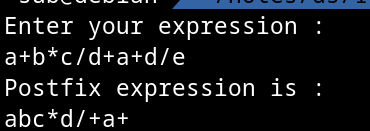 Enter your expression :
a+b*c/d+a+d/e
Postfix expression is :
abc*d/+a+